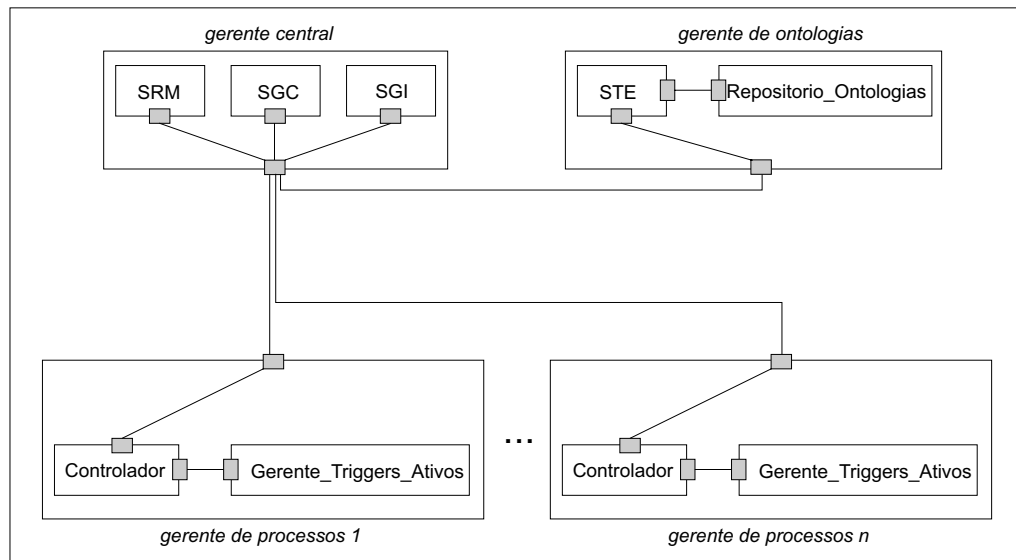 gerente central
gerente de ontologias
SRM
SGC
SGI
STE
Repositorio_Ontologias
...
Controlador
Gerente_Triggers_Ativos
Controlador
Gerente_Triggers_Ativos
gerente de processos 1
gerente de processos n